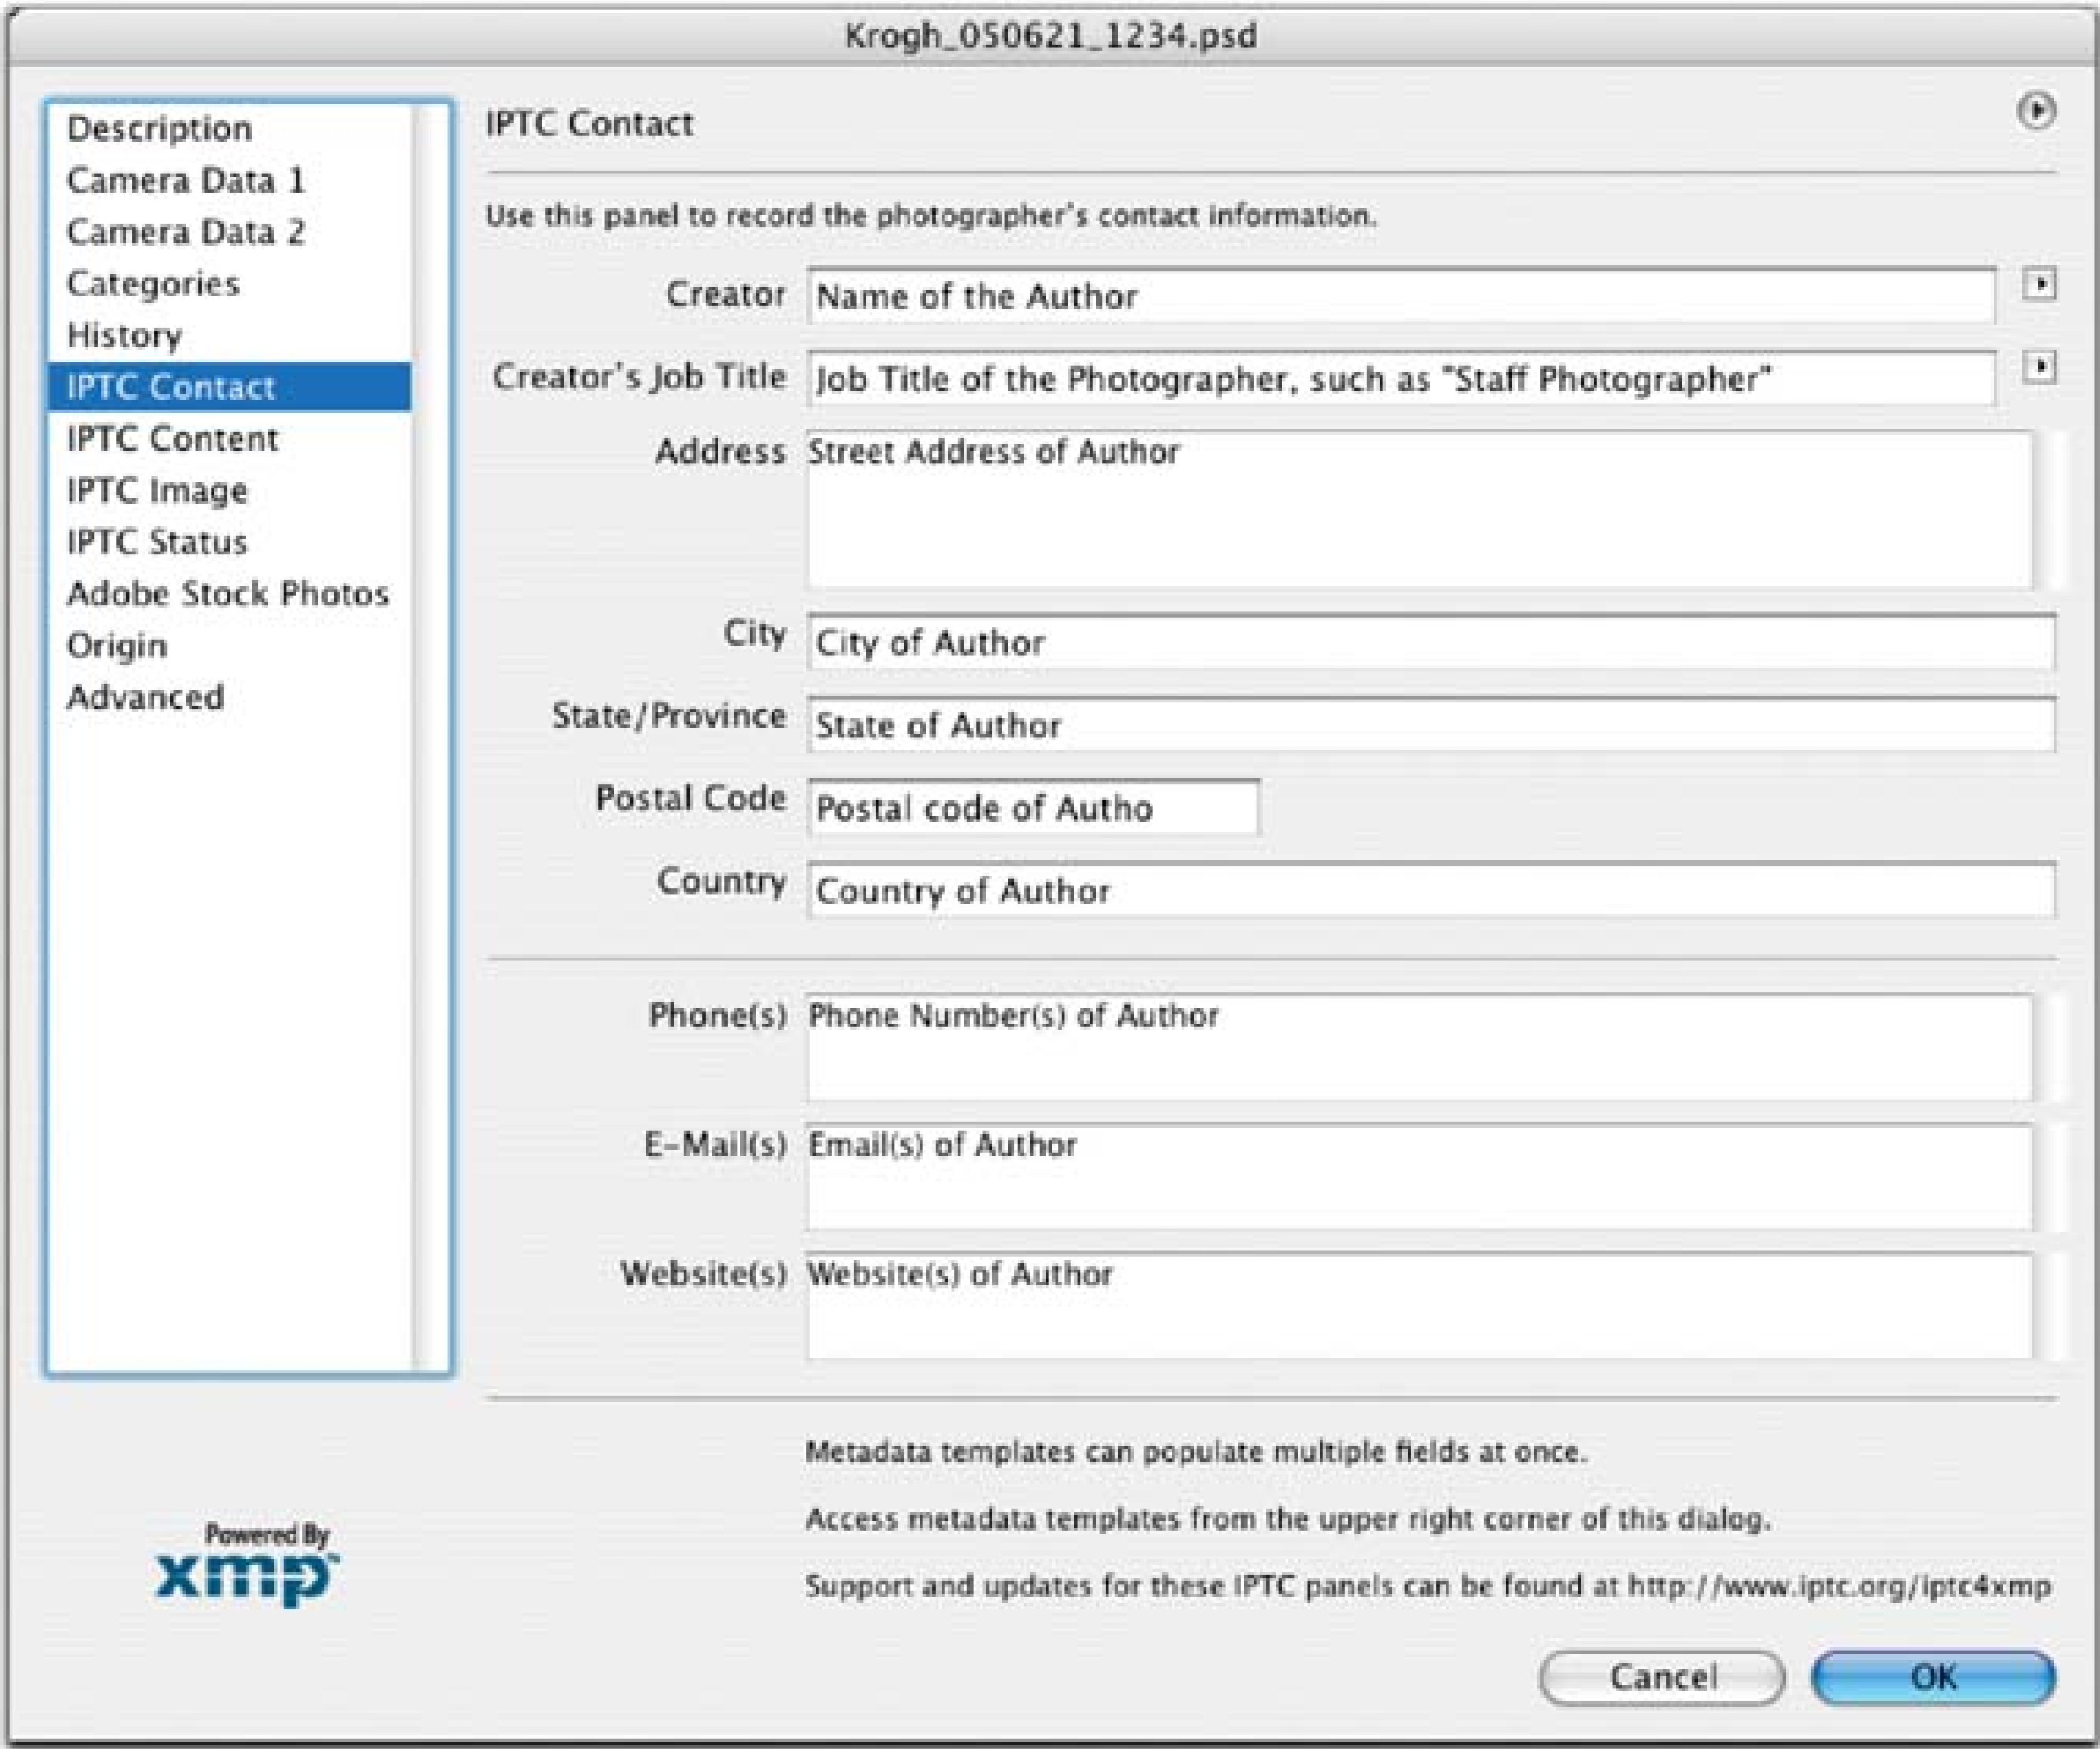 Krogh_050621_1234.psd
Description
Camera Data 1
Camera Data 2
Categories
History
IPTC Contact
IPTC Content
IPTC Image
IPTC Status
Adobe Stock Photos
Origin
Advanced
IPTC Contact
Use this panel to record the photographer's contact information.
Creator Name of the Author
Creator's Job Title Job Title of the Photographer, such as "Staff Photographer"
Address Street Address of Author
City City of Author
State/Province State of Author
Postal Code Postal code of Autho
Country Country of Author
Phone(s) Phone Number(s) of Author
E-Mail(s) Email(s) of Author
Website(s) Website(s) of Author
Metadata templates can populate multiple fields at once.
Access metadata templates from the upper right corner of this dialog.
Support and updates for these IPTC panels can be found at http://www.iptc.org/iptc4xmp
Powered By
xmp™
Cancel OK